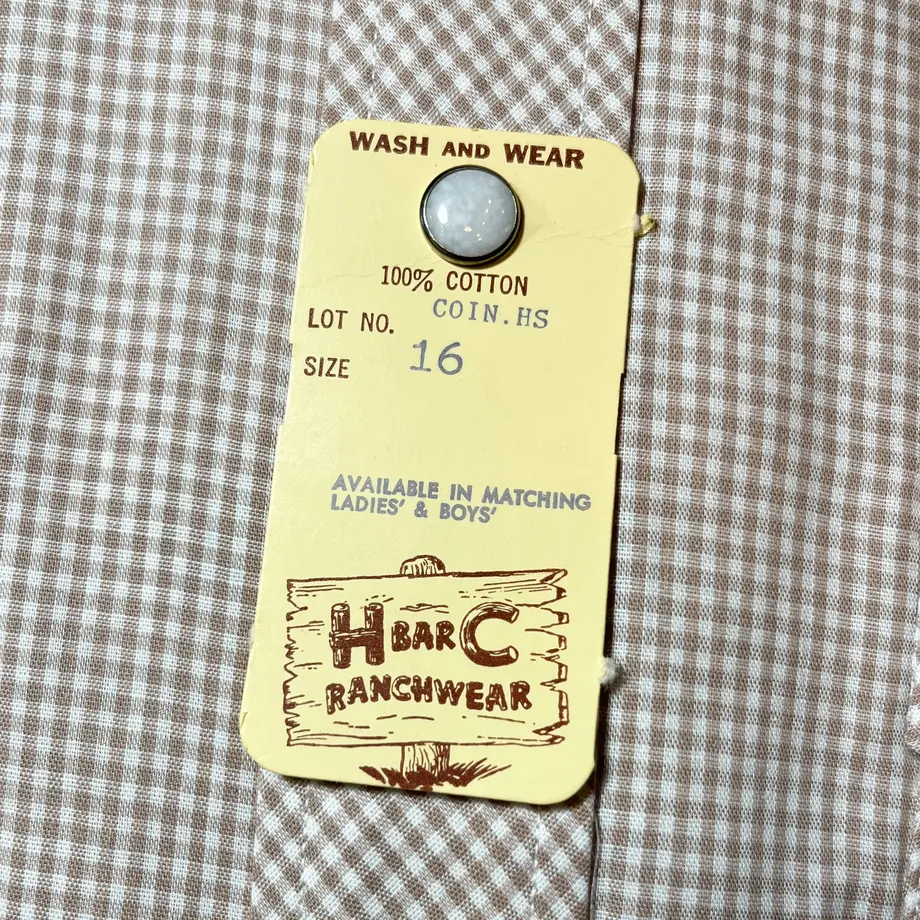 WASH AND WEAR
100% COTTON
LOT NO. COIN.HS
SIZE 16
AVAILABLE IN MATCHING
LADIES' & BOYS'
H BAR C
RANCHWEAR